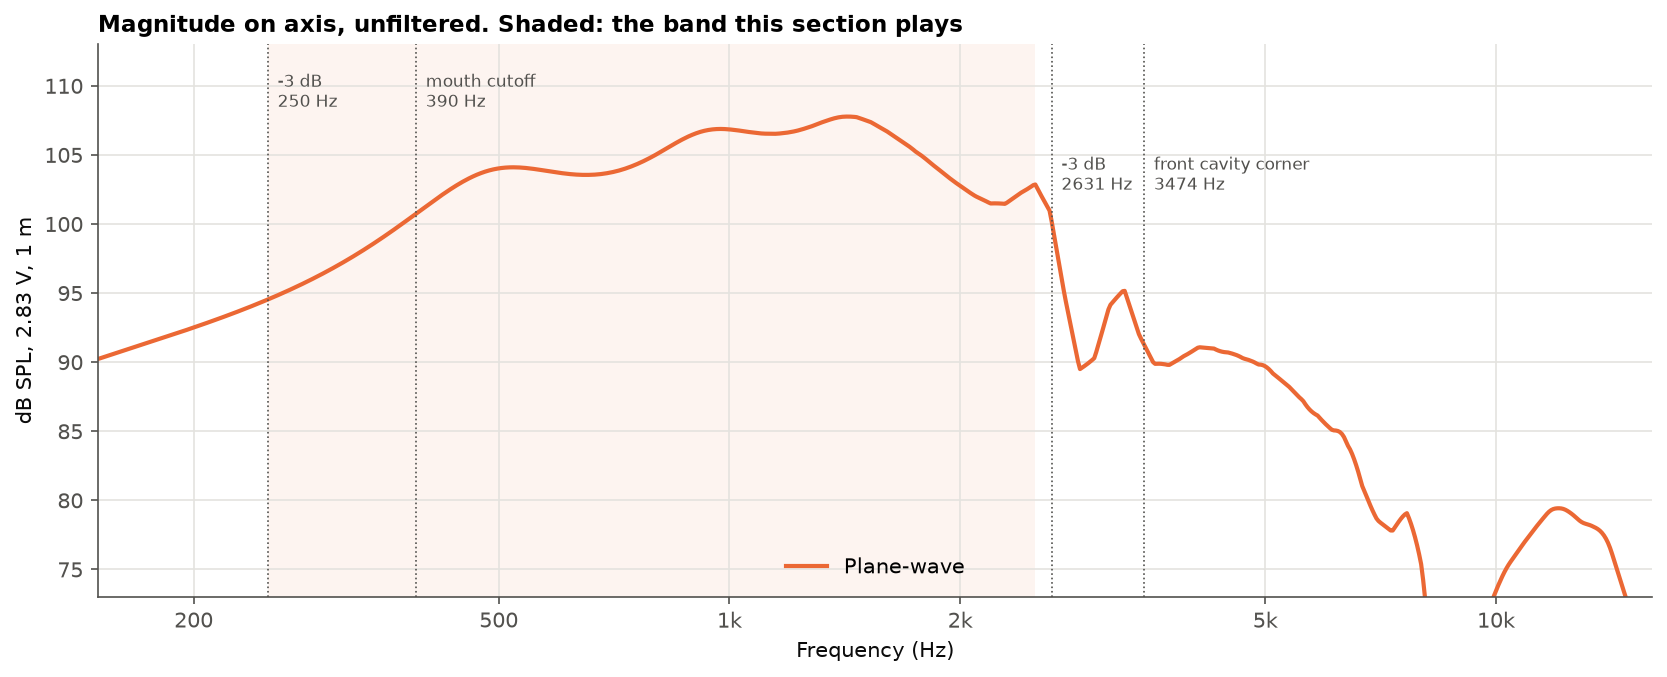 Magnitude on axis, unfiltered. Shaded: the band this section plays
-3 dB
250 Hz
mouth cutoff
390 Hz
-3 dB
2631 Hz
front cavity corner
3474 Hz
dB SPL, 2.83 V, 1 m
110
105
100
95
90
85
80
75
Plane-wave
200
500
1k
2k
5k
10k
Frequency (Hz)